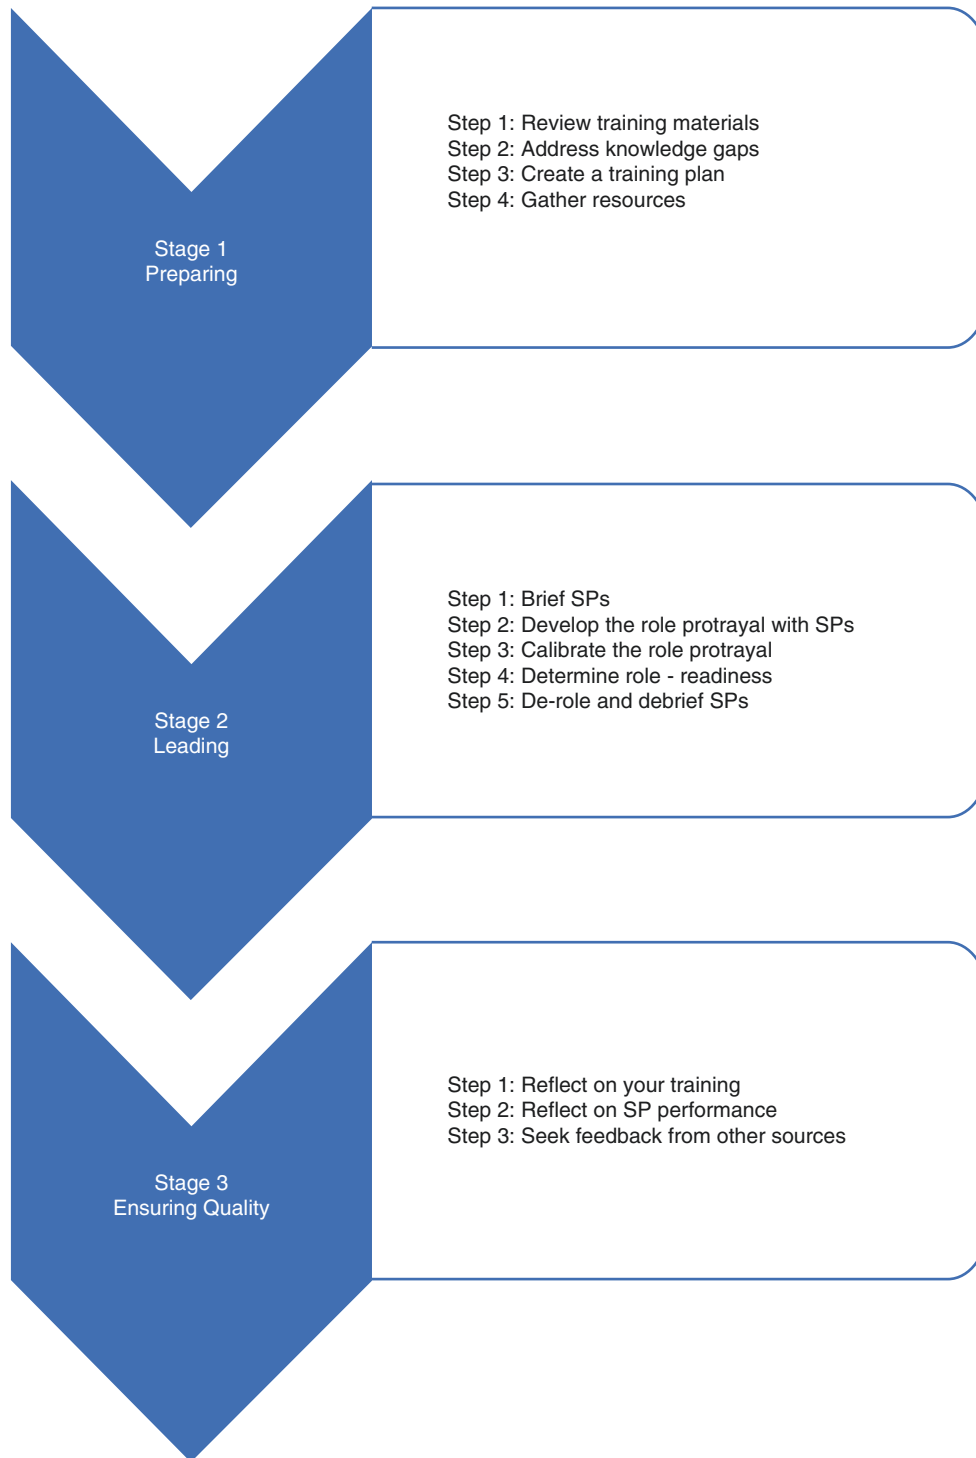 Stage 1
Preparing
Step 1: Review training materials
Step 2: Address knowledge gaps
Step 3: Create a training plan
Step 4: Gather resources
Stage 2
Leading
Step 1: Brief SPs
Step 2: Develop the role protrayal with SPs
Step 3: Calibrate the role protrayal
Step 4: Determine role - readiness
Step 5: De-role and debrief SPs
Stage 3
Ensuring Quality
Step 1: Reflect on your training
Step 2: Reflect on SP performance
Step 3: Seek feedback from other sources